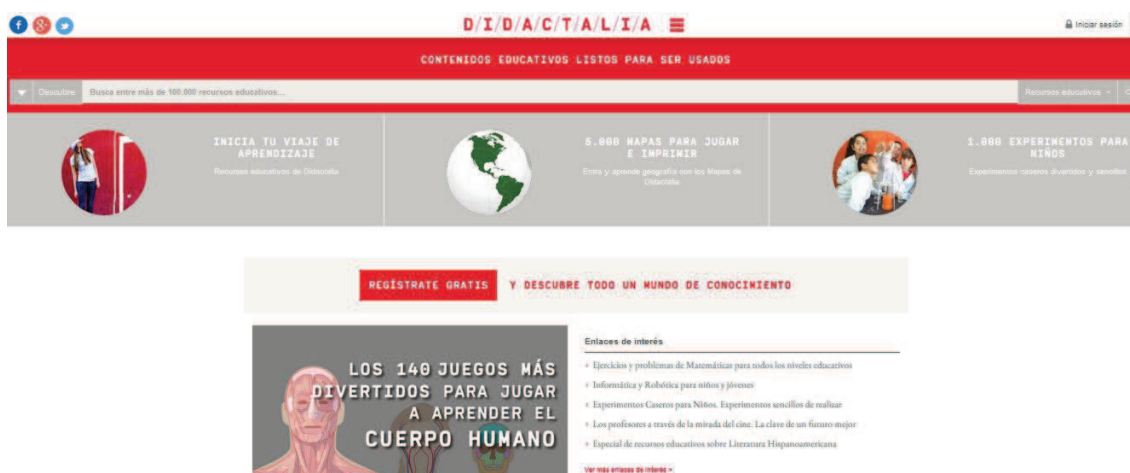 D/I/D/A/C/T/A/L/I/A
Iniciar sesión
CONTENIDOS EDUCATIVOS LISTOS PARA SER USADOS
Descubre
Busca entre más de 100.000 recursos educativos...
Recursos educativos
INICIA TU VIAJE DE
APRENDIZAJE
Recursos educativos de Didactalia
5.000 MAPAS PARA JUGAR
E IMPRIMIR
Entra y aprende geografía con los Mapas de
Didactalia
1.000 EXPERIMENTOS PARA
NIÑOS
Experimentos caseros divertidos y sencillos
REGÍSTRATE GRATIS
Y DESCUBRE TODO UN MUNDO DE CONOCIMIENTO
LOS 140 JUEGOS MÁS
DIVERTIDOS PARA JUGAR
A APRENDER EL
CUERPO HUMANO
Enlaces de interés
Ejercicios y problemas de Matemáticas para todos los niveles educativos
Informática y Robótica para niños y jóvenes
Experimentos Caseros para Niños. Experimentos sencillos de realizar
Los profesores a través de la mirada del cine. La clave de un futuro mejor
Especial de recursos educativos sobre Literatura Hispanoamericana
Ver más enlaces de interés